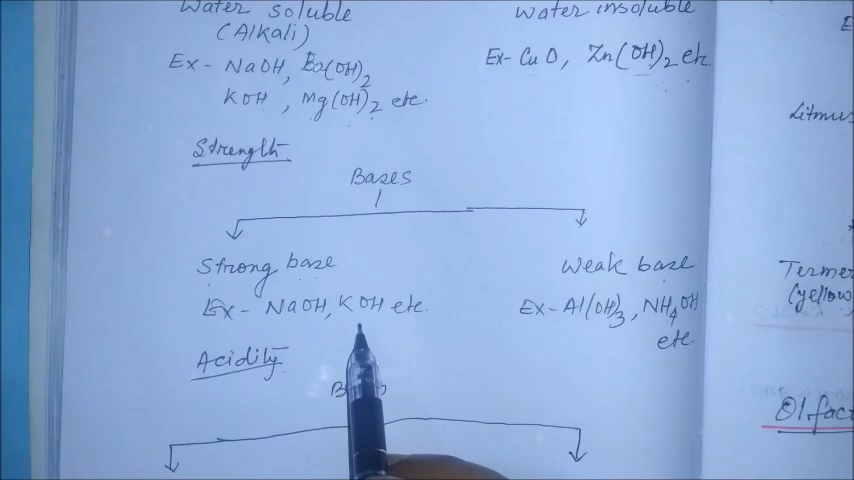 Water soluble
(Alkali)
Ex- NaOH, Ba(OH)2
KOH, Mg(OH)2 etc.
Water insoluble
Ex- CuO, Zn(OH)2 etc
Strength
Bases
Strong base
Ex- NaOH, KOH etc.
Weak base
Ex- Al(OH)3, NH4OH
etc.
Acidity
Litmus
Termer
(yellow
Olfact